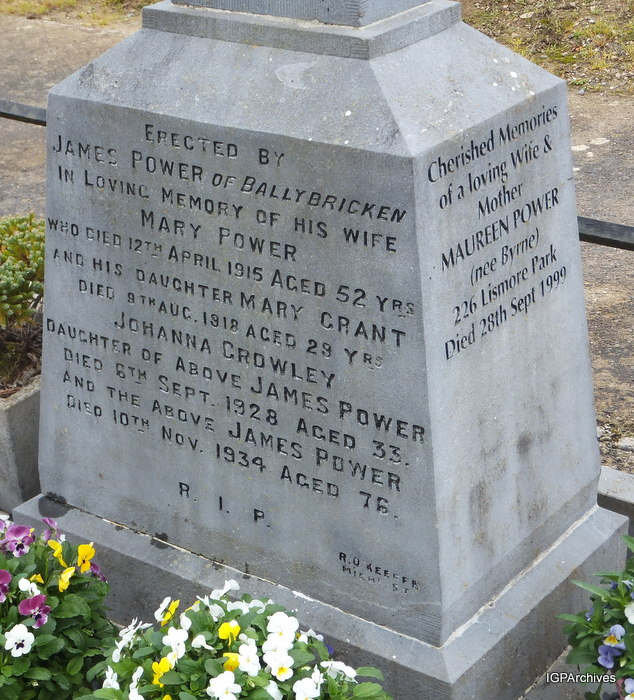 ERECTED BY
JAMES POWER OF BALLYBRICKEN
IN LOVING MEMORY OF HIS WIFE
MARY POWER
WHO DIED 12TH APRIL 1915 AGED 52 YRS
AND HIS DAUGHTER MARY GRANT
DIED 9TH AUG. 1918 AGED 29 YRS
JOHANNA CROWLEY
DAUGHTER OF ABOVE JAMES POWER
DIED 6TH SEPT. 1928 AGED 33.
AND THE ABOVE JAMES POWER
DIED 10TH NOV. 1934 AGED 76.
R. I. P.
R.O KEEFFE
Cherished Memories
of a loving Wife &
Mother
MAUREEN POWER
(nee Byrne)
226 Lismore Park
Died 28th Sept 1999
IGPArchives